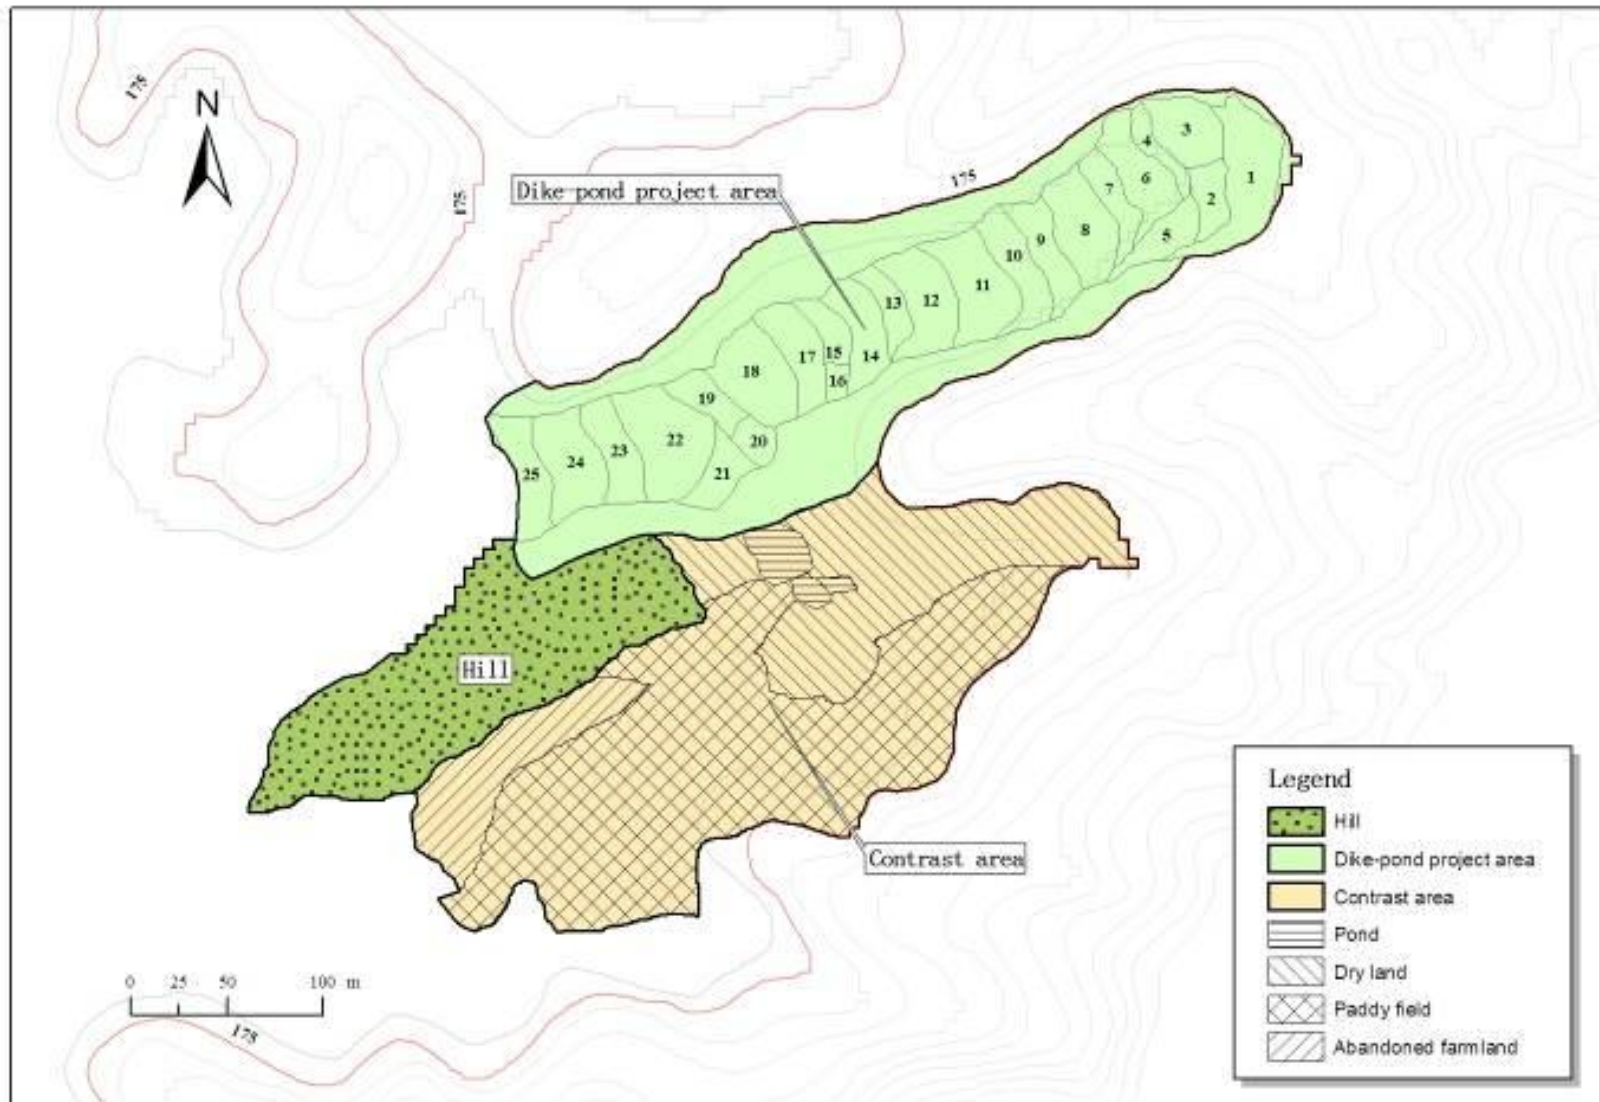 175
N
175
Dike pond project area
175
3
4
1
6
7
2
8
5
9
10
11
13
12
14
15
17
16
18
19
20
22
23
24
25
21
Hill
Contrast area
0 25 50 100 m
175
Legend
Hill
Dike-pond project area
Contrast area
Pond
Dry land
Paddy field
Abandoned farmland